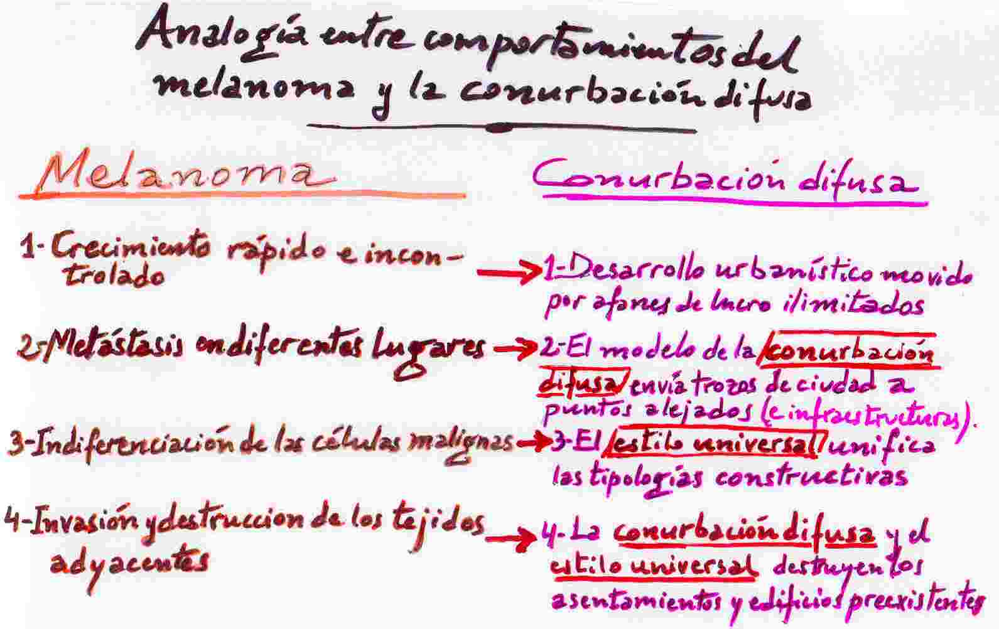 Analogía entre comportamientos del
melanoma y la conurbación difusa
Melanoma
1-Crecimiento rápido e incon-
trolado
2-Metástasis en diferentes lugares
3-Indiferenciación de las células malignas
4-Invasión y destruccion de los tejidos
adyacentes
Conurbación difusa
1-Desarrollo urbanístico movido
por afanes de lucro ilimitados
2-El modelo de la conurbación
difusa envía trozos de ciudad a
puntos alejados (e infraestructuras).
3-El estilo universal unifica
las tipologías constructivas
4-La conurbación difusa y el
estilo universal destruyen los
asentamientos y edificios preexistentes